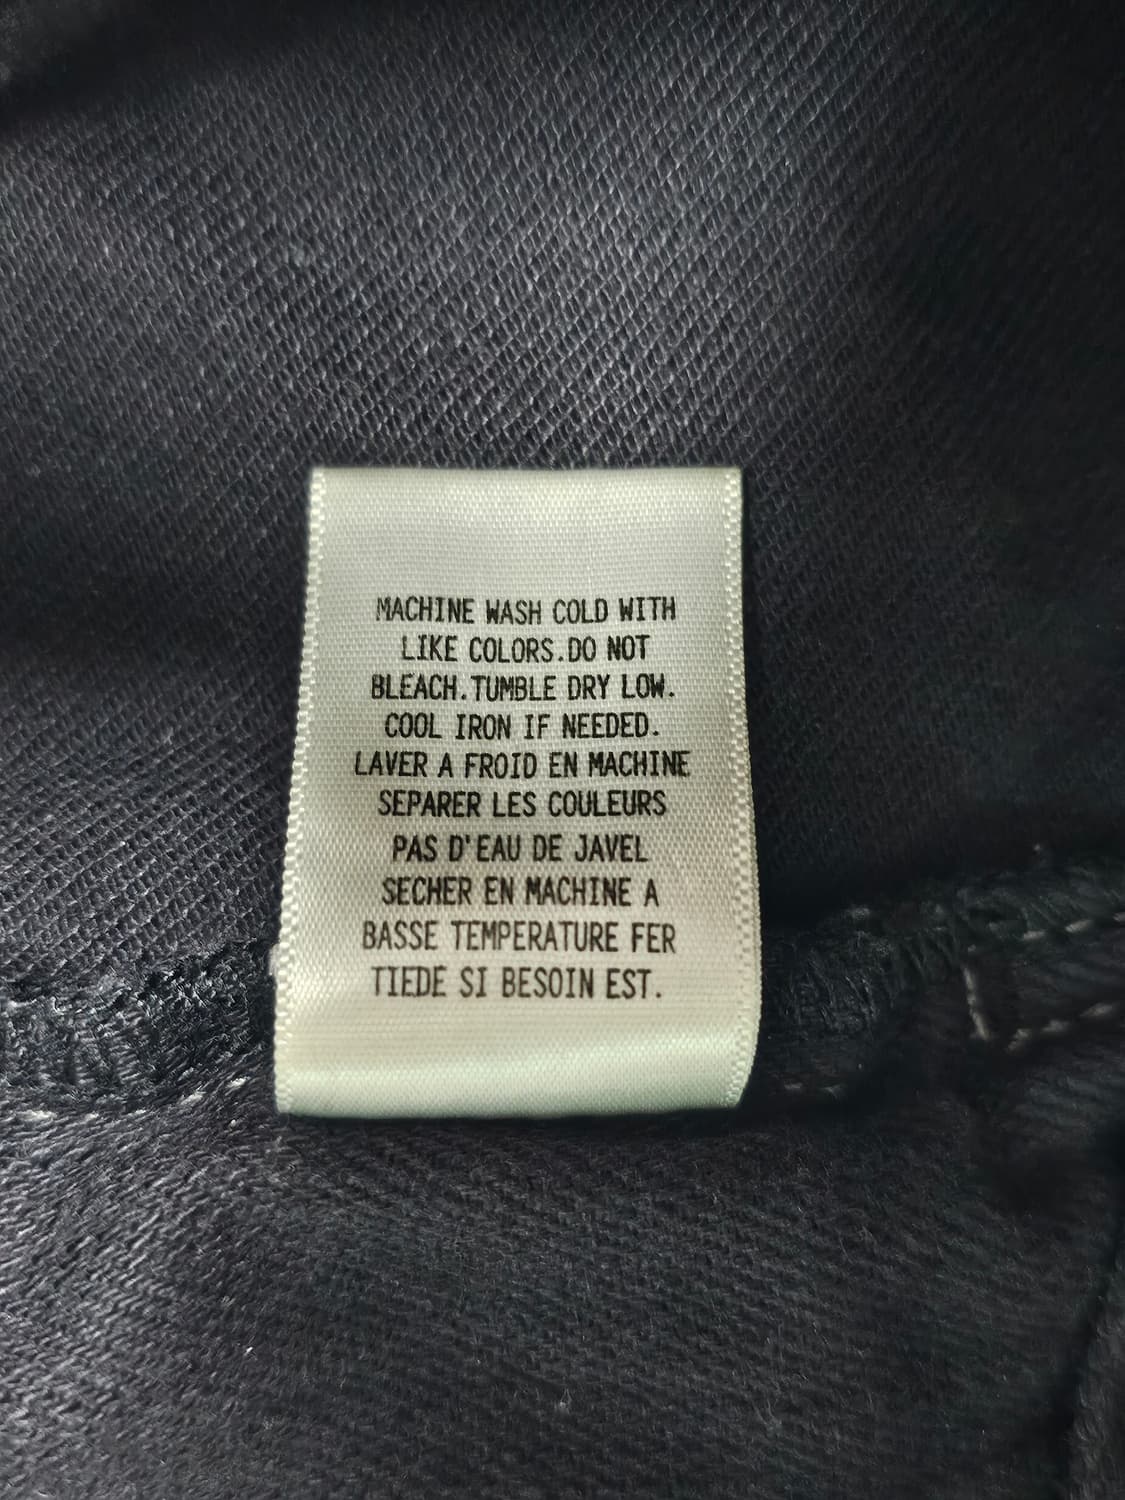 MACHINE WASH COLD WITH
LIKE COLORS.DO NOT
BLEACH.TUMBLE DRY LOW.
COOL IRON IF NEEDED.
LAVER A FROID EN MACHINE
SEPARER LES COULEURS
PAS D'EAU DE JAVEL
SECHER EN MACHINE A
BASSE TEMPERATURE FER
TIEDE SI BESOIN EST.